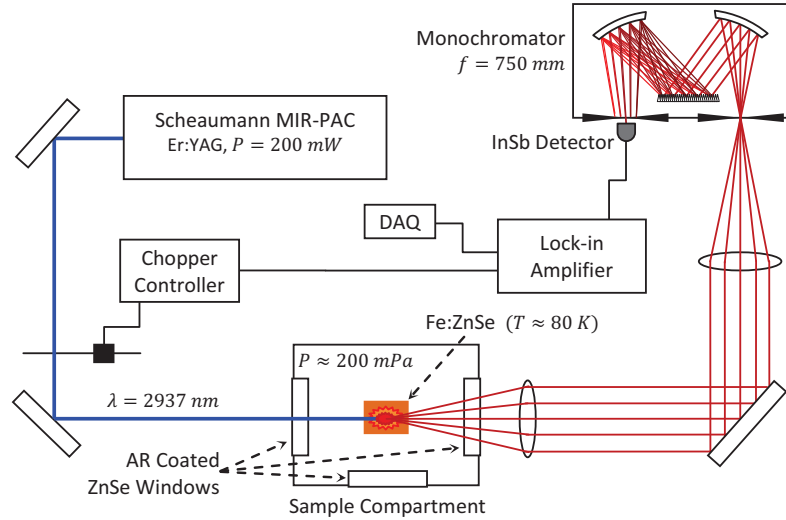 Monochromator
f = 750 mm
Scheaumann MIR-PAC
Er:YAG, P = 200 mW
InSb Detector
DAQ
Lock-in
Amplifier
Chopper
Controller
Fe:ZnSe (T ≈ 80 K)
P ≈ 200 mPa
λ = 2937 nm
AR Coated
ZnSe Windows
Sample Compartment